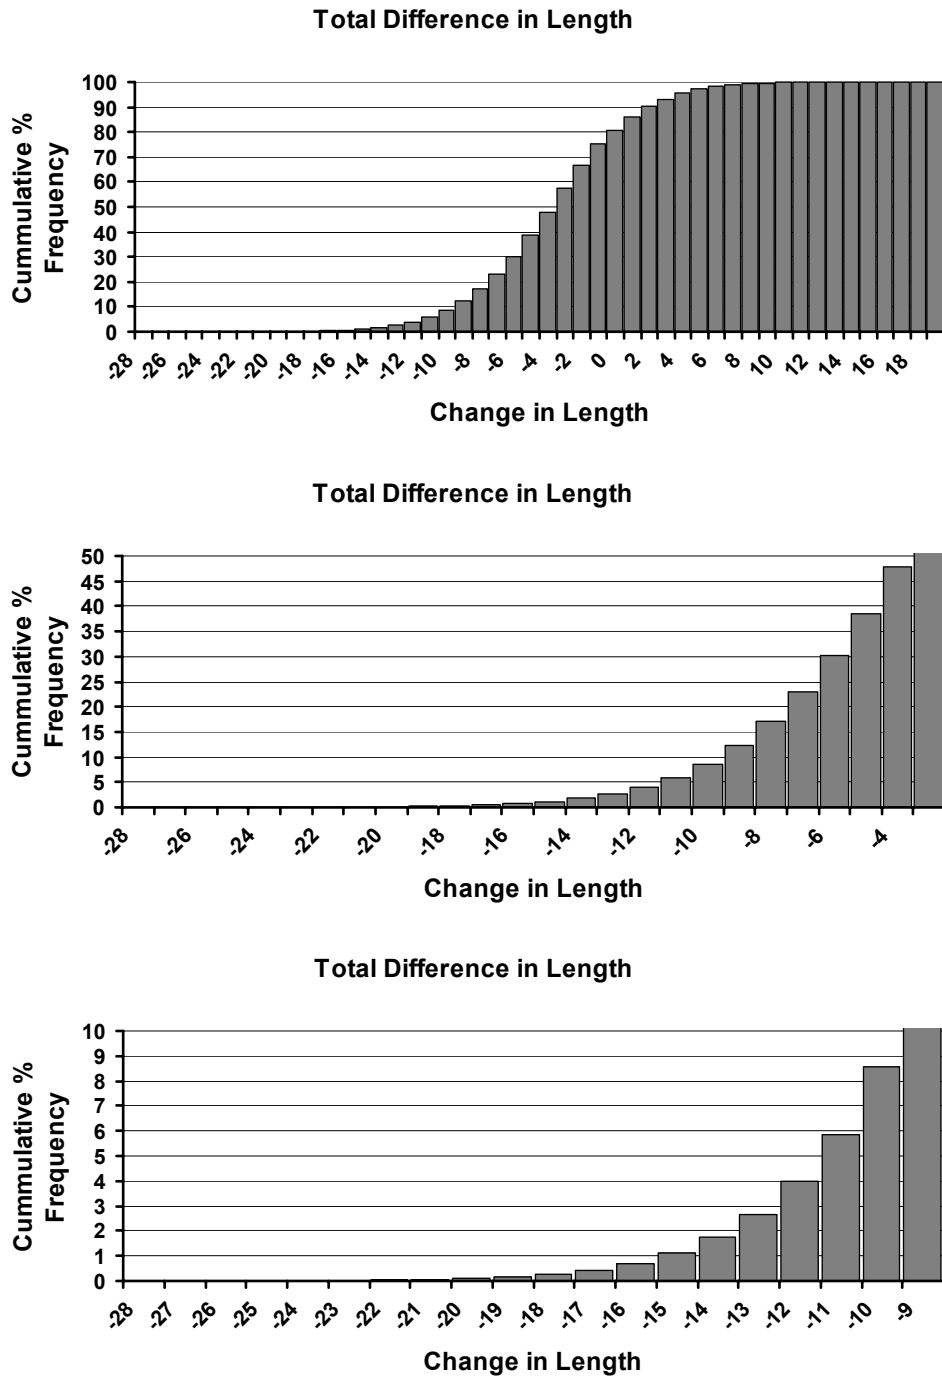 Total Difference in Length
Cummulative %
Frequency
100
90
80
70
60
50
40
30
20
10
0
-28 -26 -24 -22 -20 -18 -16 -14 -12 -10 -8 -6 -4 -2 0 2 4 6 8 10 12 14 16 18
Change in Length
Total Difference in Length
Cummulative %
Frequency
50
45
40
35
30
25
20
15
10
5
0
-28 -26 -24 -22 -20 -18 -16 -14 -12 -10 -8 -6 -4
Change in Length
Total Difference in Length
Cummulative %
Frequency
10
9
8
7
6
5
4
3
2
1
0
-28 -27 -26 -25 -24 -23 -22 -21 -20 -19 -18 -17 -16 -15 -14 -13 -12 -11 -10 -9
Change in Length